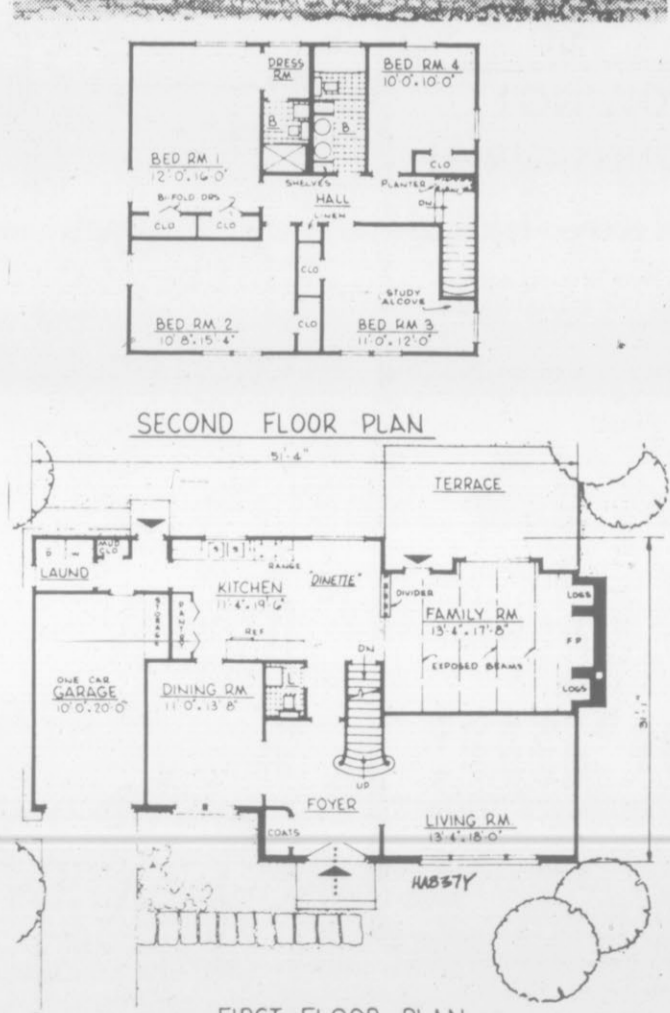 DRESS
RM.
BED RM. 4
10'-0" x 10'-0"
B
B
BED RM. 1
12'-0" x 16'-0"
CLO
SHELVES
PLANTER
BI-FOLD DRS.
HALL
DN
LINEN
CLO
CLO
CLO
STUDY
ALCOVE
CLO
BED RM. 2
10'-8" x 15'-4"
BED RM. 3
11'-0" x 12'-0"
SECOND FLOOR PLAN
51'-4"
TERRACE
MUD
CLO
LAUND
RANGE
KITCHEN
11'-4" x 19'-6"
"DINETTE"
DIVIDER
LOGS
STORAGE
PANTRY
FAMILY RM.
13'-4" x 17'-8"
REF
F P
DN
EXPOSED BEAMS
ONE CAR
GARAGE
10'-0" x 20'-0"
DINING RM.
11'-0" x 13'-8"
L
LOGS
31'-1"
UP
FOYER
COATS
LIVING RM.
13'-4" x 18'-0"
HA837Y
FIRST FLOOR PLAN